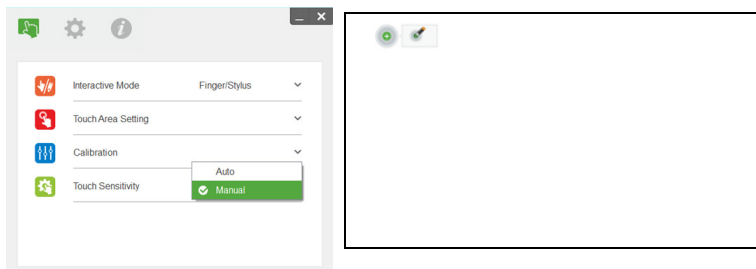 Interactive Mode Finger/Stylus
Touch Area Setting
Calibration
Auto
Touch Sensitivity Manual